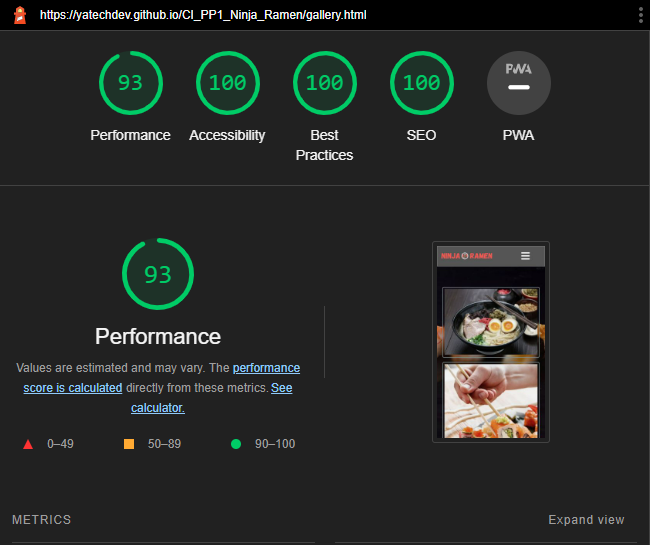 https://yatechdev.github.io/CI_PP1_Ninja_Ramen/gallery.html
93
100
100
100
PWA
Performance
Accessibility
Best
Practices
SEO
PWA
93
Performance
Values are estimated and may vary. The performance
score is calculated directly from these metrics. See
calculator.
0–49
50–89
90–100
NINJA RAMEN
METRICS
Expand view